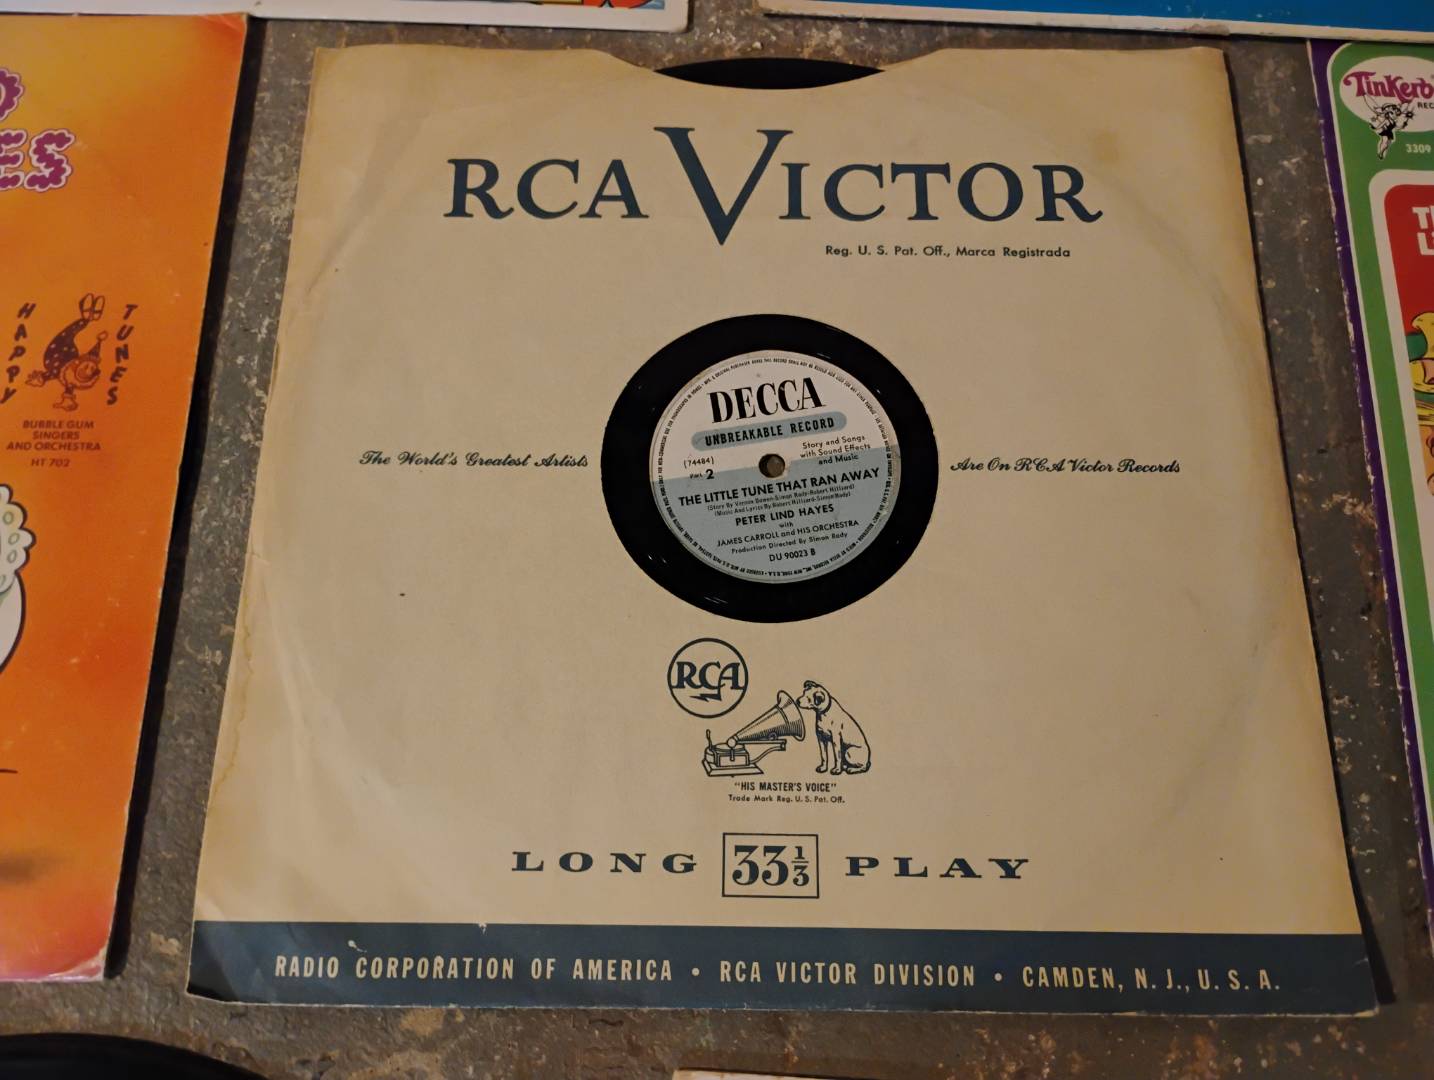 RCA VICTOR
Reg. U. S. Pat. Off., Marca Registrada
The World's Greatest Artists
Are On RCA Victor Records
DECCA
UNBREAKABLE RECORD
(74484)
Part 2
Story and Songs
with Sound Effects
and Music
THE LITTLE TUNE THAT RAN AWAY
PETER LIND HAYES
with
JAMES CARROLL and HIS ORCHESTRA
Production Directed By Simon Rady
DU 90023 B
RCA
"HIS MASTER'S VOICE"
Trade Mark Reg. U. S. Pat. Off.
LONG 33⅓ PLAY
RADIO CORPORATION OF AMERICA • RCA VICTOR DIVISION • CAMDEN, N. J., U. S. A.
HAPPY
TUNES
BUBBLE GUM
SINGERS
AND ORCHESTRA
HT 702
3309